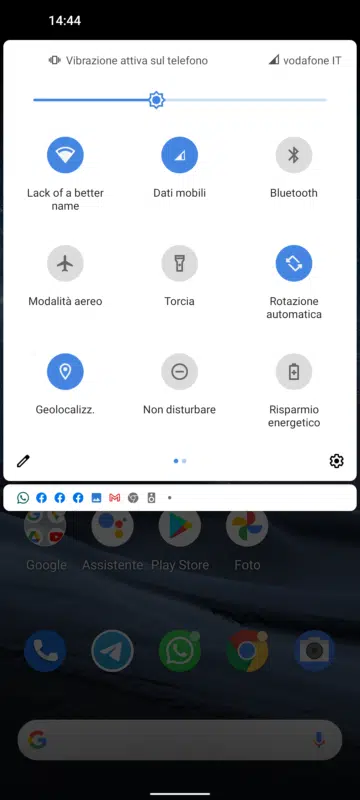 14:44
Vibrazione attiva sul telefono
vodafone IT
Lack of a better
name
Dati mobili
Bluetooth
Modalità aereo
Torcia
Rotazione
automatica
Geolocalizz.
Non disturbare
Risparmio
energetico
Google
Assistente
Play Store
Foto